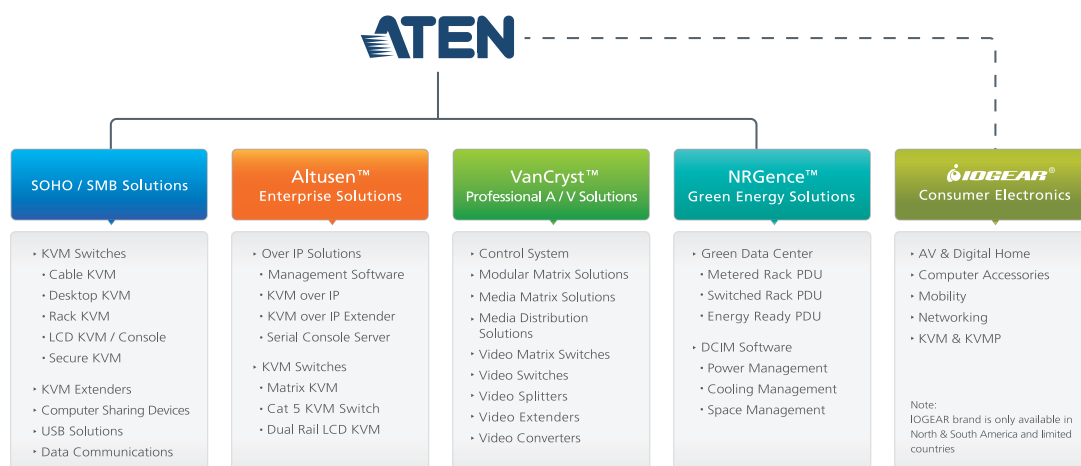 ATEN
SOHO / SMB Solutions
Altusen™
Enterprise Solutions
VanCryst™
Professional A / V Solutions
NRGence™
Green Energy Solutions
IOGEAR®
Consumer Electronics
‣ KVM Switches
• Cable KVM
• Desktop KVM
• Rack KVM
• LCD KVM / Console
• Secure KVM
‣ KVM Extenders
‣ Computer Sharing Devices
‣ USB Solutions
‣ Data Communications
‣ Over IP Solutions
• Management Software
• KVM over IP
• KVM over IP Extender
• Serial Console Server
‣ KVM Switches
• Matrix KVM
• Cat 5 KVM Switch
• Dual Rail LCD KVM
‣ Control System
‣ Modular Matrix Solutions
‣ Media Matrix Solutions
‣ Media Distribution
Solutions
‣ Video Matrix Switches
‣ Video Switches
‣ Video Splitters
‣ Video Extenders
‣ Video Converters
‣ Green Data Center
• Metered Rack PDU
• Switched Rack PDU
• Energy Ready PDU
‣ DCIM Software
• Power Management
• Cooling Management
• Space Management
‣ AV & Digital Home
‣ Computer Accessories
‣ Mobility
‣ Networking
‣ KVM & KVMP
Note:
IOGEAR brand is only available in
North & South America and limited
countries